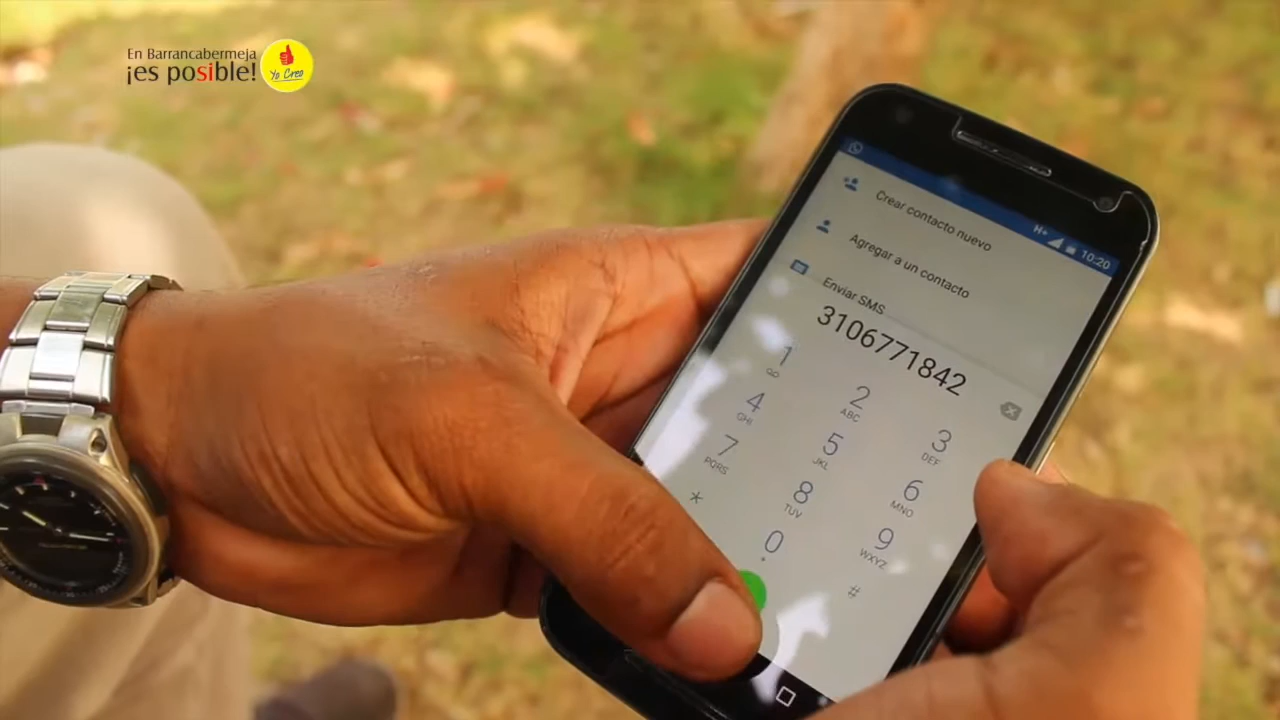 En Barrancabermeja
¡es posible!
Yo Creo
H+ 10:20
Crear contacto nuevo
Agregar a un contacto
Enviar SMS
3106771842
1
2 ABC
3 DEF
4 GHI
5 JKL
6 MNO
7 PQRS
8 TUV
9 WXYZ
*
0 +
#